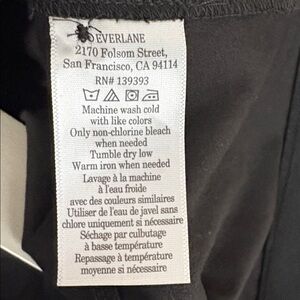 EVERLANE
2170 Folsom Street,
San Francisco, CA 94114
RN# 139393
Machine wash cold
with like colors
Only non-chlorine bleach
when needed
Tumble dry low
Warm iron when needed
Lavage à la machine
à l'eau froide
avec des couleurs similaires
Utiliser de l'eau de javel sans
chlore uniquement si nécessaire
Séchage par culbutage
à basse température
Repassage à température
moyenne si nécessaire